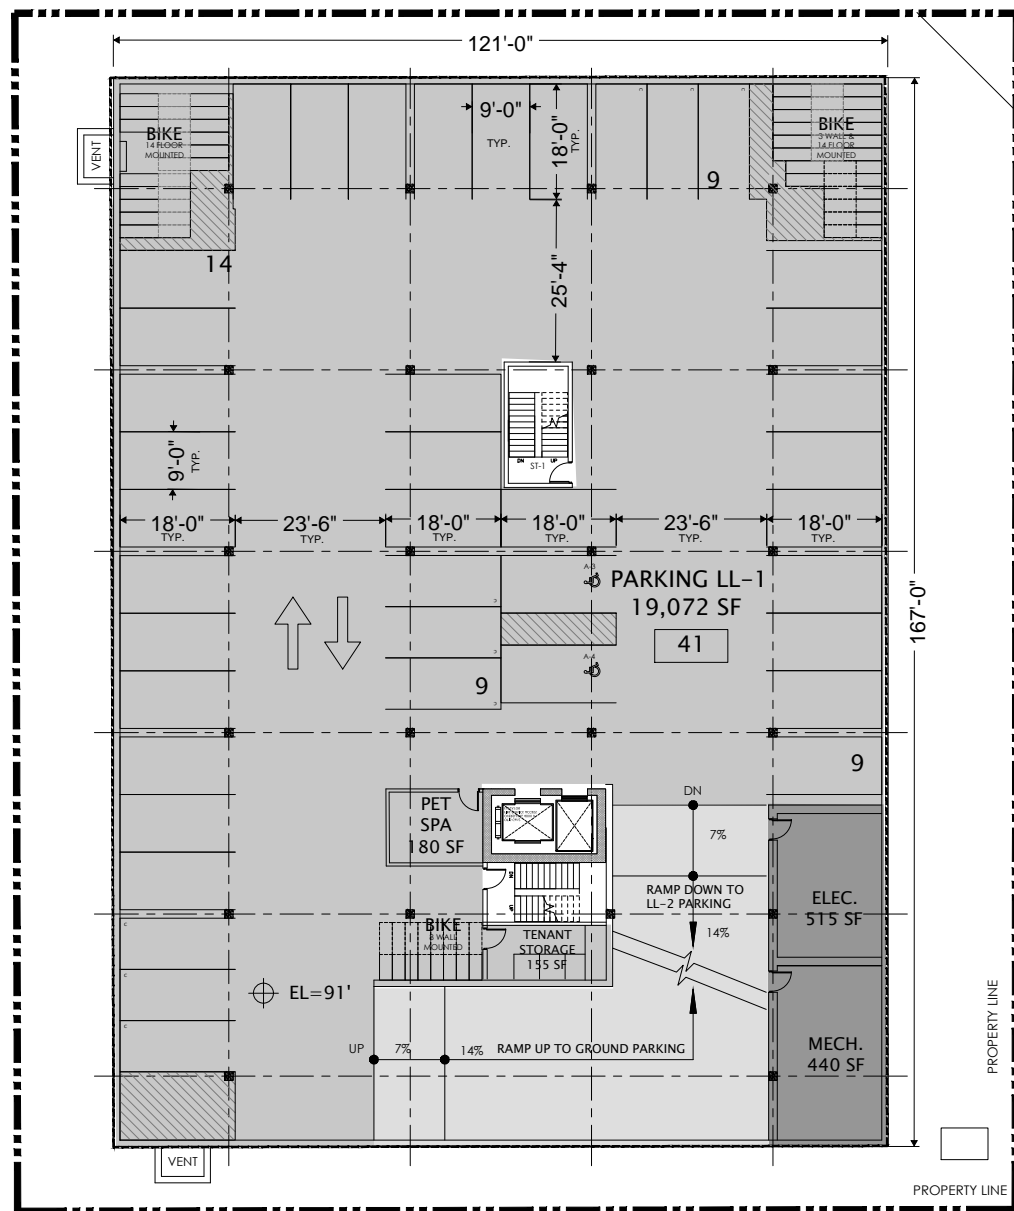 121'-0"
BIKE
14 FLOOR
MOUNTED
VENT
9'-0"
TYP.
18'-0"
TYP.
9
BIKE
3 WALL &
14 FLOOR
MOUNTED
14
25'-4"
DN
UP
ST-1
9'-0"
TYP.
18'-0"
TYP.
23'-6"
TYP.
18'-0"
TYP.
18'-0"
TYP.
23'-6"
TYP.
18'-0"
TYP.
A-3
PARKING LL-1
19,072 SF
41
167'-0"
A-4
9
9
DN
PET
SPA
180 SF
7%
RAMP DOWN TO
LL-2 PARKING
14%
ELEC.
515 SF
DN
UP
BIKE
8 WALL
MOUNTED
TENANT
STORAGE
155 SF
EL=91'
UP
7%
14%
RAMP UP TO GROUND PARKING
MECH.
440 SF
PROPERTY LINE
VENT
PROPERTY LINE